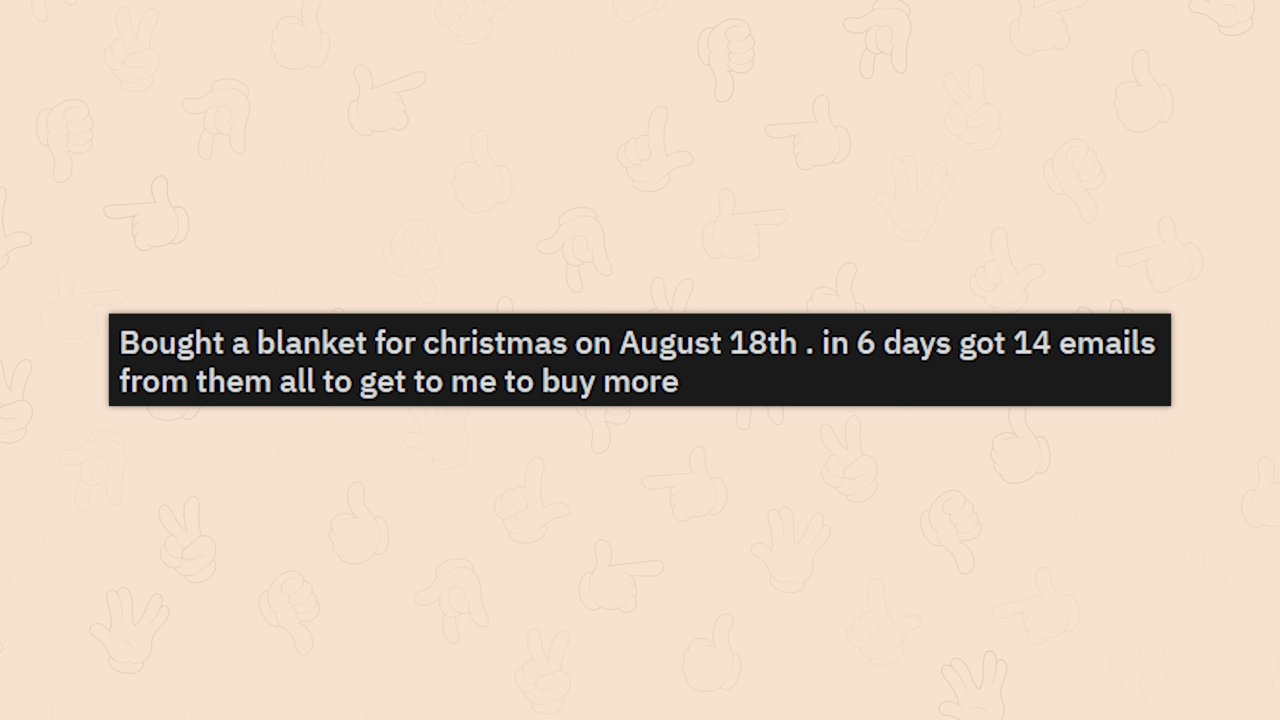 Bought a blanket for christmas on August 18th . in 6 days got 14 emails
from them all to get to me to buy more